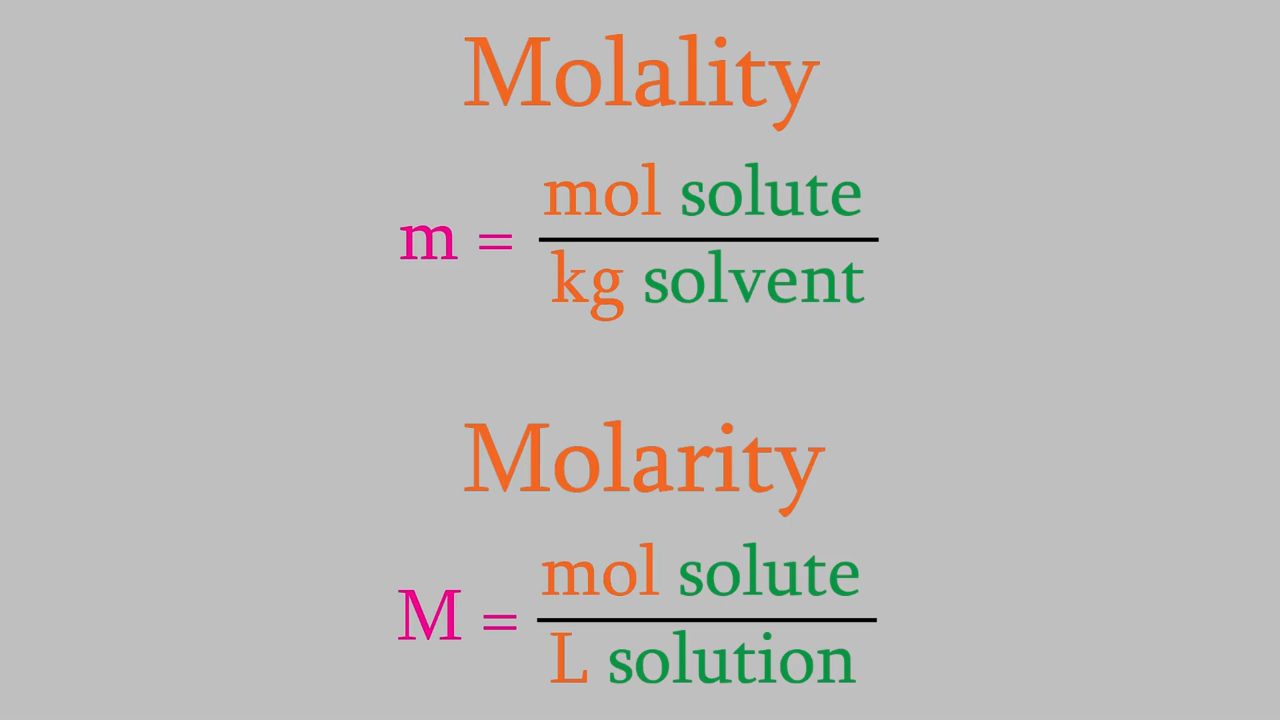 Molality
m = mol solute
kg solvent
Molarity
M = mol solute
L solution